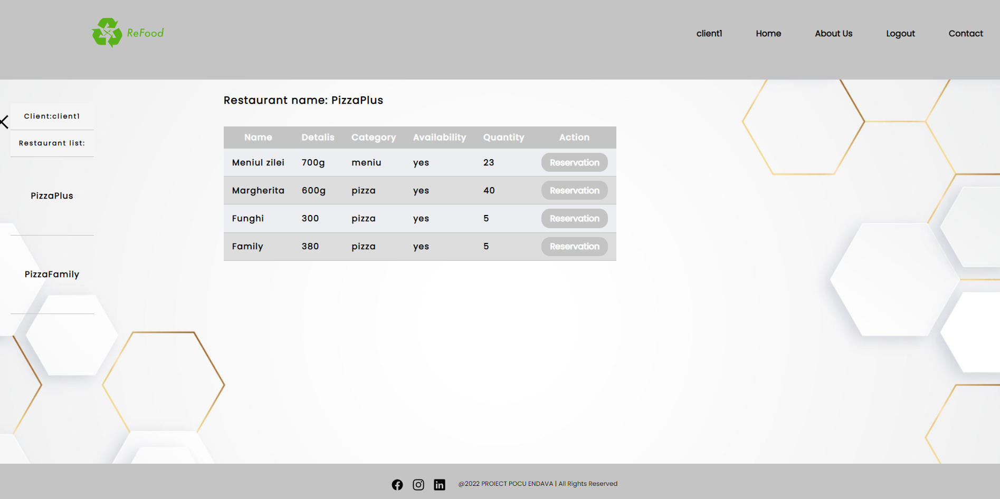 ReFood
client1 Home About Us Logout Contact
Client:client1
Restaurant list:
PizzaPlus
PizzaFamily
Restaurant name: PizzaPlus
Name Detalis Category Availability Quantity Action
Meniul zilei 700g meniu yes 23 Reservation
Margherita 600g pizza yes 40 Reservation
Funghi 300 pizza yes 5 Reservation
Family 380 pizza yes 5 Reservation
@2022 PROIECT POCU ENDAVA | All Rights Reserved